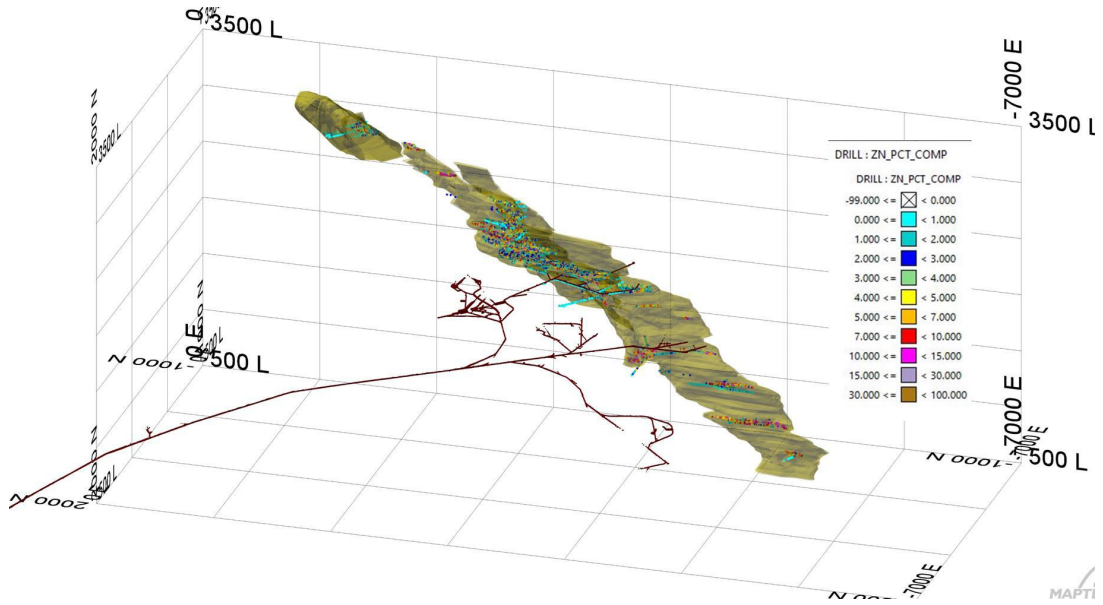 3500 L
-7000 E
3500 L
2000 N
3500 L
DRILL : ZN_PCT_COMP
DRILL : ZN_PCT_COMP
-99.000 <= < 0.000
0.000 <= < 1.000
1.000 <= < 2.000
2.000 <= < 3.000
3.000 <= < 4.000
4.000 <= < 5.000
5.000 <= < 7.000
7.000 <= < 10.000
10.000 <= < 15.000
15.000 <= < 30.000
30.000 <= < 100.000
0 E
500 L
-1000 N
-7000 E
-1000 N
500 L
2000 N
-7000 E